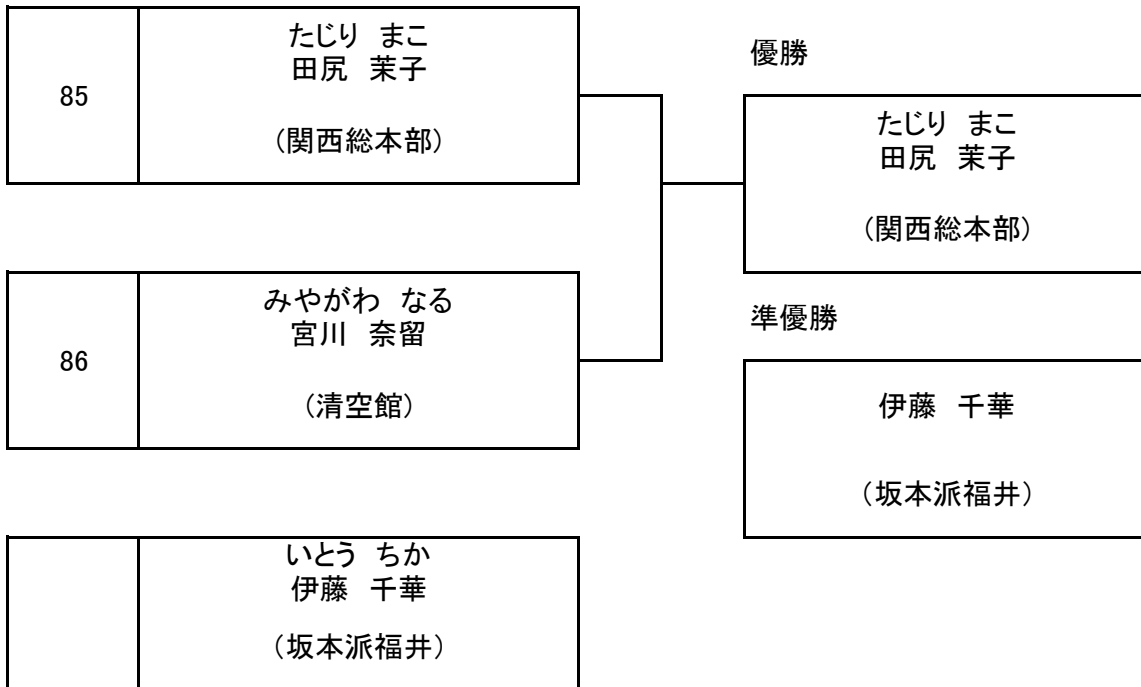 85
たじり　まこ
田尻　茉子
（関西総本部）
86
みやがわ　なる
宮川　奈留
（清空館）
いとう　ちか
伊藤　千華
（坂本派福井）
優勝
たじり　まこ
田尻　茉子
（関西総本部）
準優勝
伊藤　千華
（坂本派福井）